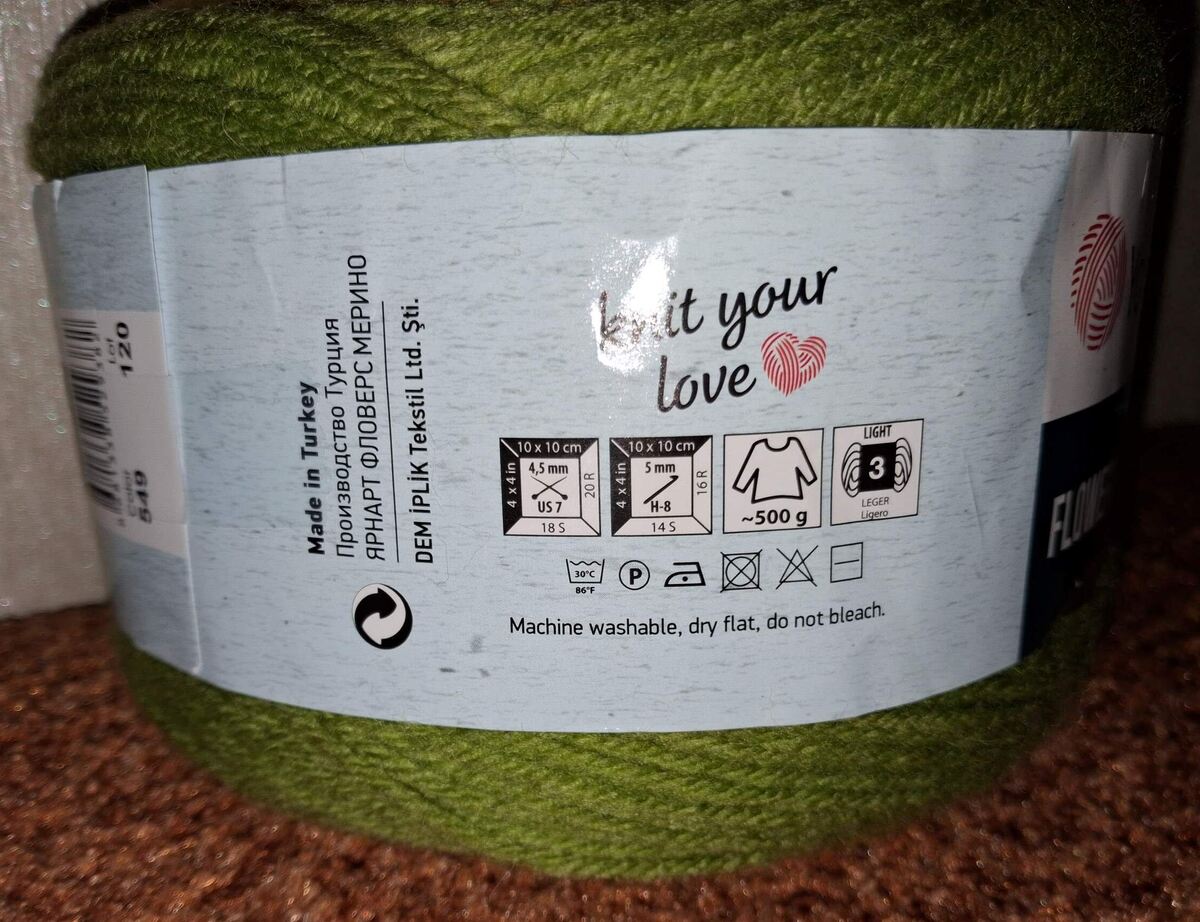 Lot
120
Color
549
Made in Turkey
Производство Турция
ЯРНАРТ ФЛОВЕРС МЕРИНО
DEM İPLİK Tekstil Ltd. Şti.
knit your
love
10 x 10 cm
4 x 4 in
4,5 mm
US 7
20 R
18 S
10 x 10 cm
4 x 4 in
5 mm
H-8
16 R
14 S
~500 g
LIGHT
3
LEGER
Ligero
30°C
86°F
P
Machine washable, dry flat, do not bleach.